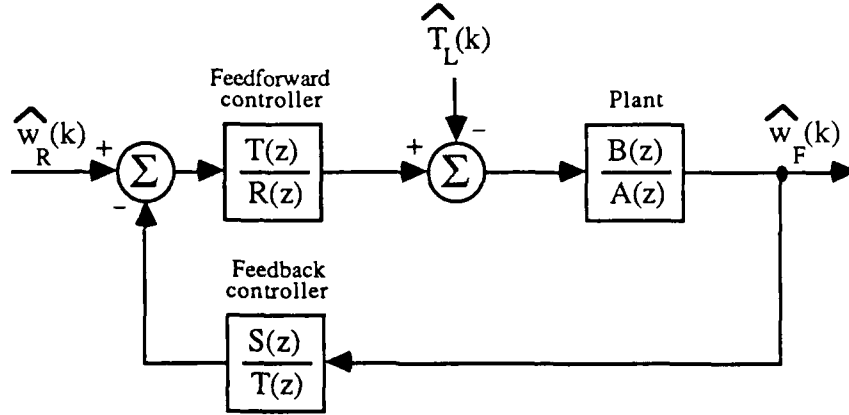 T̂_L(k)
Feedforward
controller
Plant
ŵ_R(k)
+
Σ
-
T(z)
R(z)
+
-
Σ
B(z)
A(z)
ŵ_F(k)
Feedback
controller
S(z)
T(z)